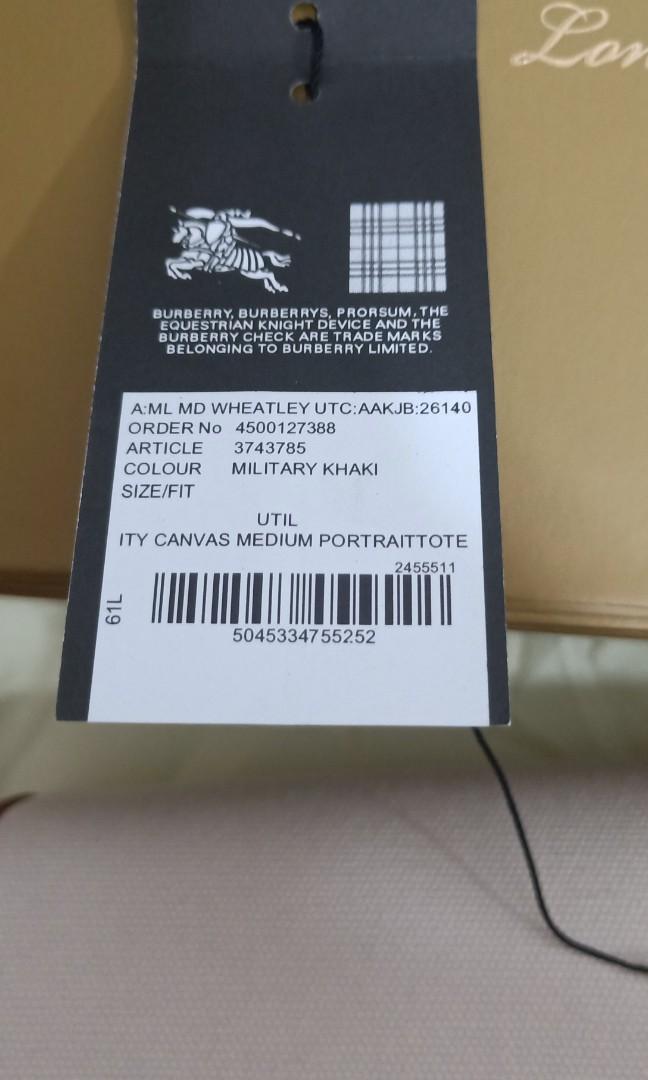 Lon
BURBERRY, BURBERRYS, PRORSUM, THE
EQUESTRIAN KNIGHT DEVICE AND THE
BURBERRY CHECK ARE TRADE MARKS
BELONGING TO BURBERRY LIMITED.
A:ML MD WHEATLEY UTC:AAKJB:26140
ORDER No 4500127388
ARTICLE 3743785
COLOUR MILITARY KHAKI
SIZE/FIT
UTIL
ITY CANVAS MEDIUM PORTRAITTOTE
2455511
61L
5045334755252